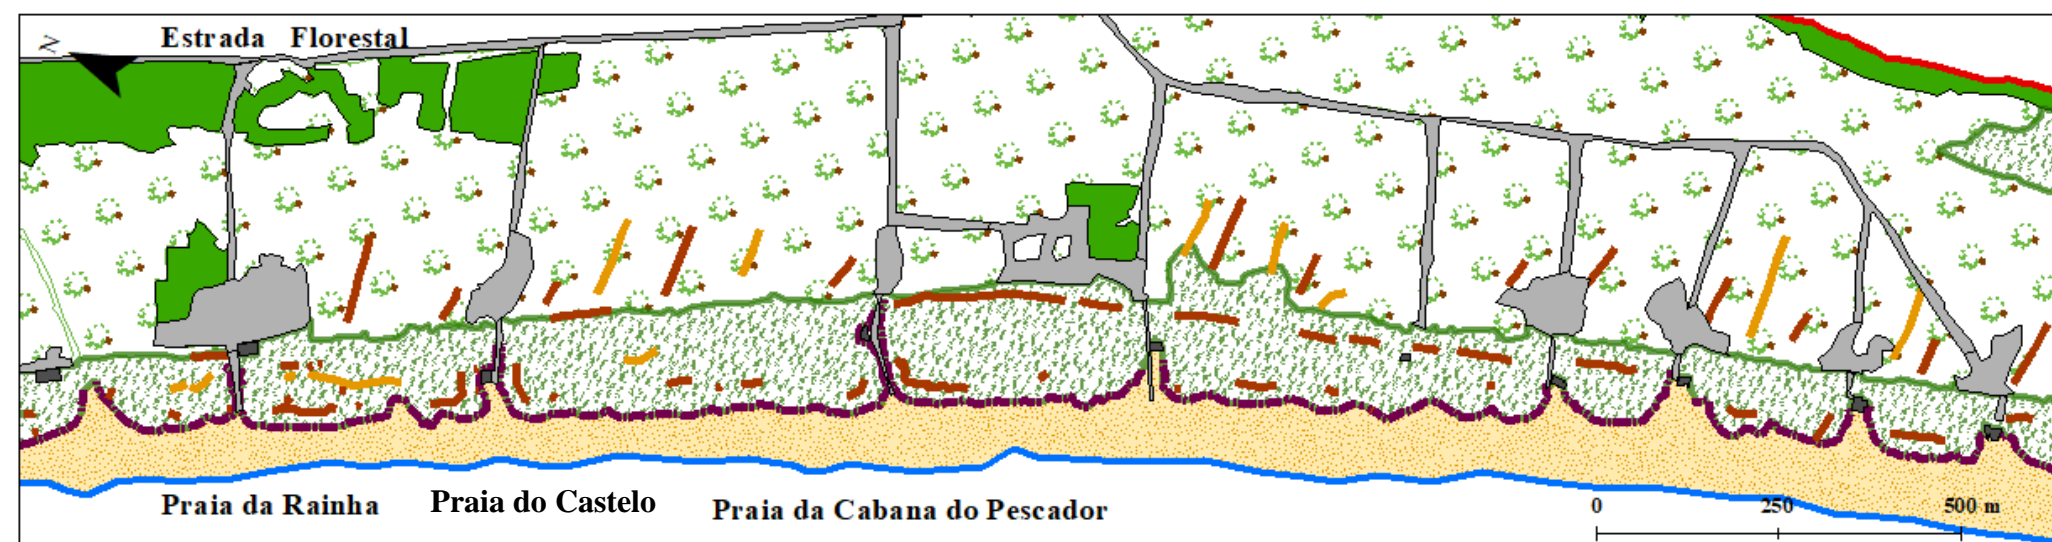 N
Estrada Florestal
Praia da Rainha
Praia do Castelo
Praia da Cabana do Pescador
0 250 500 m